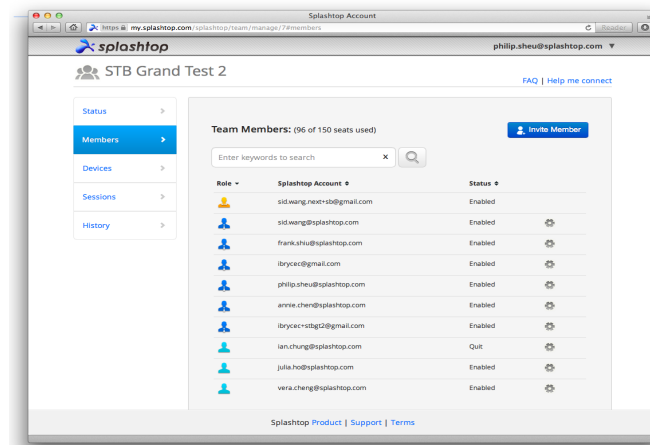 Splashtop Account
https my.splashtop.com/splashtop/team/manage/7#members
Reader
splashtop
philip.sheu@splashtop.com ▼
STB Grand Test 2
FAQ | Help me connect
Status
Members
Devices
Sessions
History
Team Members: (96 of 150 seats used)
Invite Member
Enter keywords to search
Role Splashtop Account Status
sid.wang.next+sb@gmail.com Enabled
sid.wang@splashtop.com Enabled
frank.shiu@splashtop.com Enabled
ibrycec@gmail.com Enabled
philip.sheu@splashtop.com Enabled
annie.chen@splashtop.com Enabled
ibrycec+stbgt2@gmail.com Enabled
ian.chung@splashtop.com Quit
julia.ho@splashtop.com Enabled
vera.cheng@splashtop.com Enabled
Splashtop Product | Support | Terms